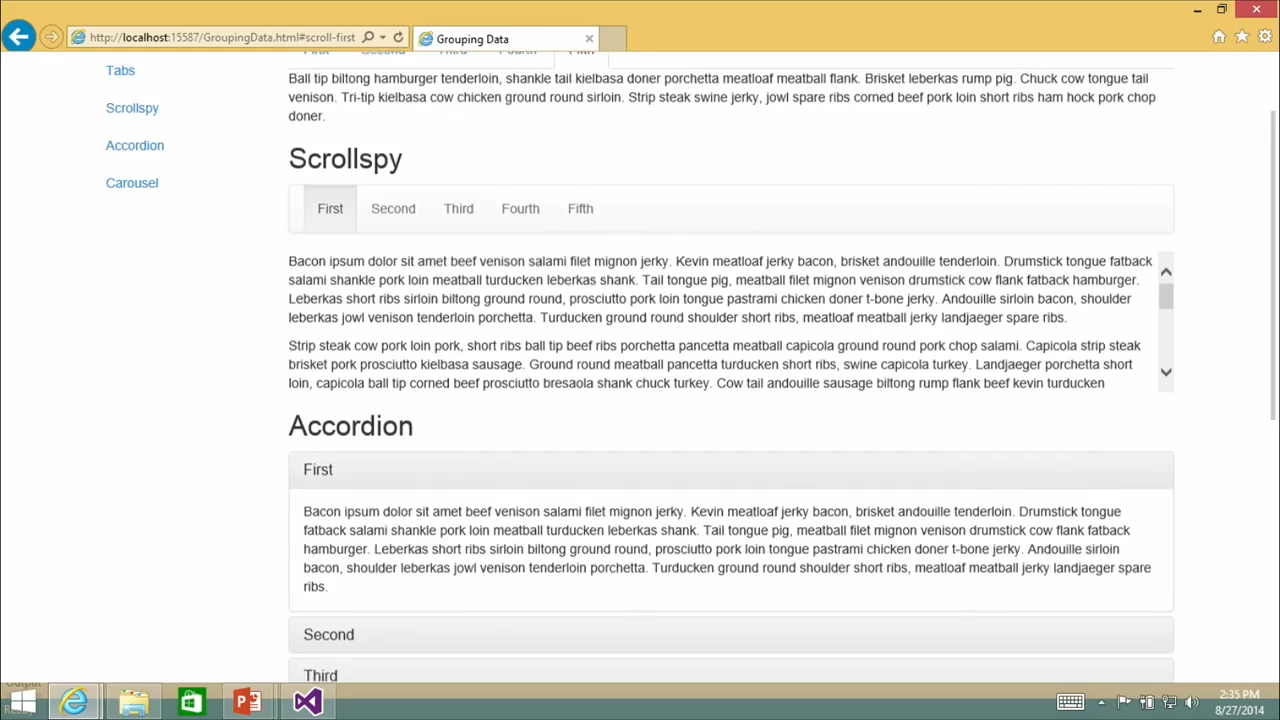 http://localhost:15587/GroupingData.html#scroll-first
Grouping Data
Tabs
Scrollspy
Accordion
Carousel
First Second Third Fourth Fifth
Ball tip biltong hamburger tenderloin, shankle tail kielbasa doner porchetta meatloaf meatball flank. Brisket leberkas rump pig. Chuck cow tongue tail
venison. Tri-tip kielbasa cow chicken ground round sirloin. Strip steak swine jerky, jowl spare ribs corned beef pork loin short ribs ham hock pork chop
doner.
Scrollspy
First Second Third Fourth Fifth
Bacon ipsum dolor sit amet beef venison salami filet mignon jerky. Kevin meatloaf jerky bacon, brisket andouille tenderloin. Drumstick tongue fatback
salami shankle pork loin meatball turducken leberkas shank. Tail tongue pig, meatball filet mignon venison drumstick cow flank fatback hamburger.
Leberkas short ribs sirloin biltong ground round, prosciutto pork loin tongue pastrami chicken doner t-bone jerky. Andouille sirloin bacon, shoulder
leberkas jowl venison tenderloin porchetta. Turducken ground round shoulder short ribs, meatloaf meatball jerky landjaeger spare ribs.
Strip steak cow pork loin pork, short ribs ball tip beef ribs porchetta pancetta meatball capicola ground round pork chop salami. Capicola strip steak
brisket pork prosciutto kielbasa sausage. Ground round meatball pancetta turducken short ribs, swine capicola turkey. Landjaeger porchetta short
loin, capicola ball tip corned beef prosciutto bresaola shank chuck turkey. Cow tail andouille sausage biltong rump flank beef kevin turducken
Accordion
First
Bacon ipsum dolor sit amet beef venison salami filet mignon jerky. Kevin meatloaf jerky bacon, brisket andouille tenderloin. Drumstick tongue
fatback salami shankle pork loin meatball turducken leberkas shank. Tail tongue pig, meatball filet mignon venison drumstick cow flank fatback
hamburger. Leberkas short ribs sirloin biltong ground round, prosciutto pork loin tongue pastrami chicken doner t-bone jerky. Andouille sirloin
bacon, shoulder leberkas jowl venison tenderloin porchetta. Turducken ground round shoulder short ribs, meatloaf meatball jerky landjaeger spare
ribs.
Second
Third
Output
2:35 PM
8/27/2014